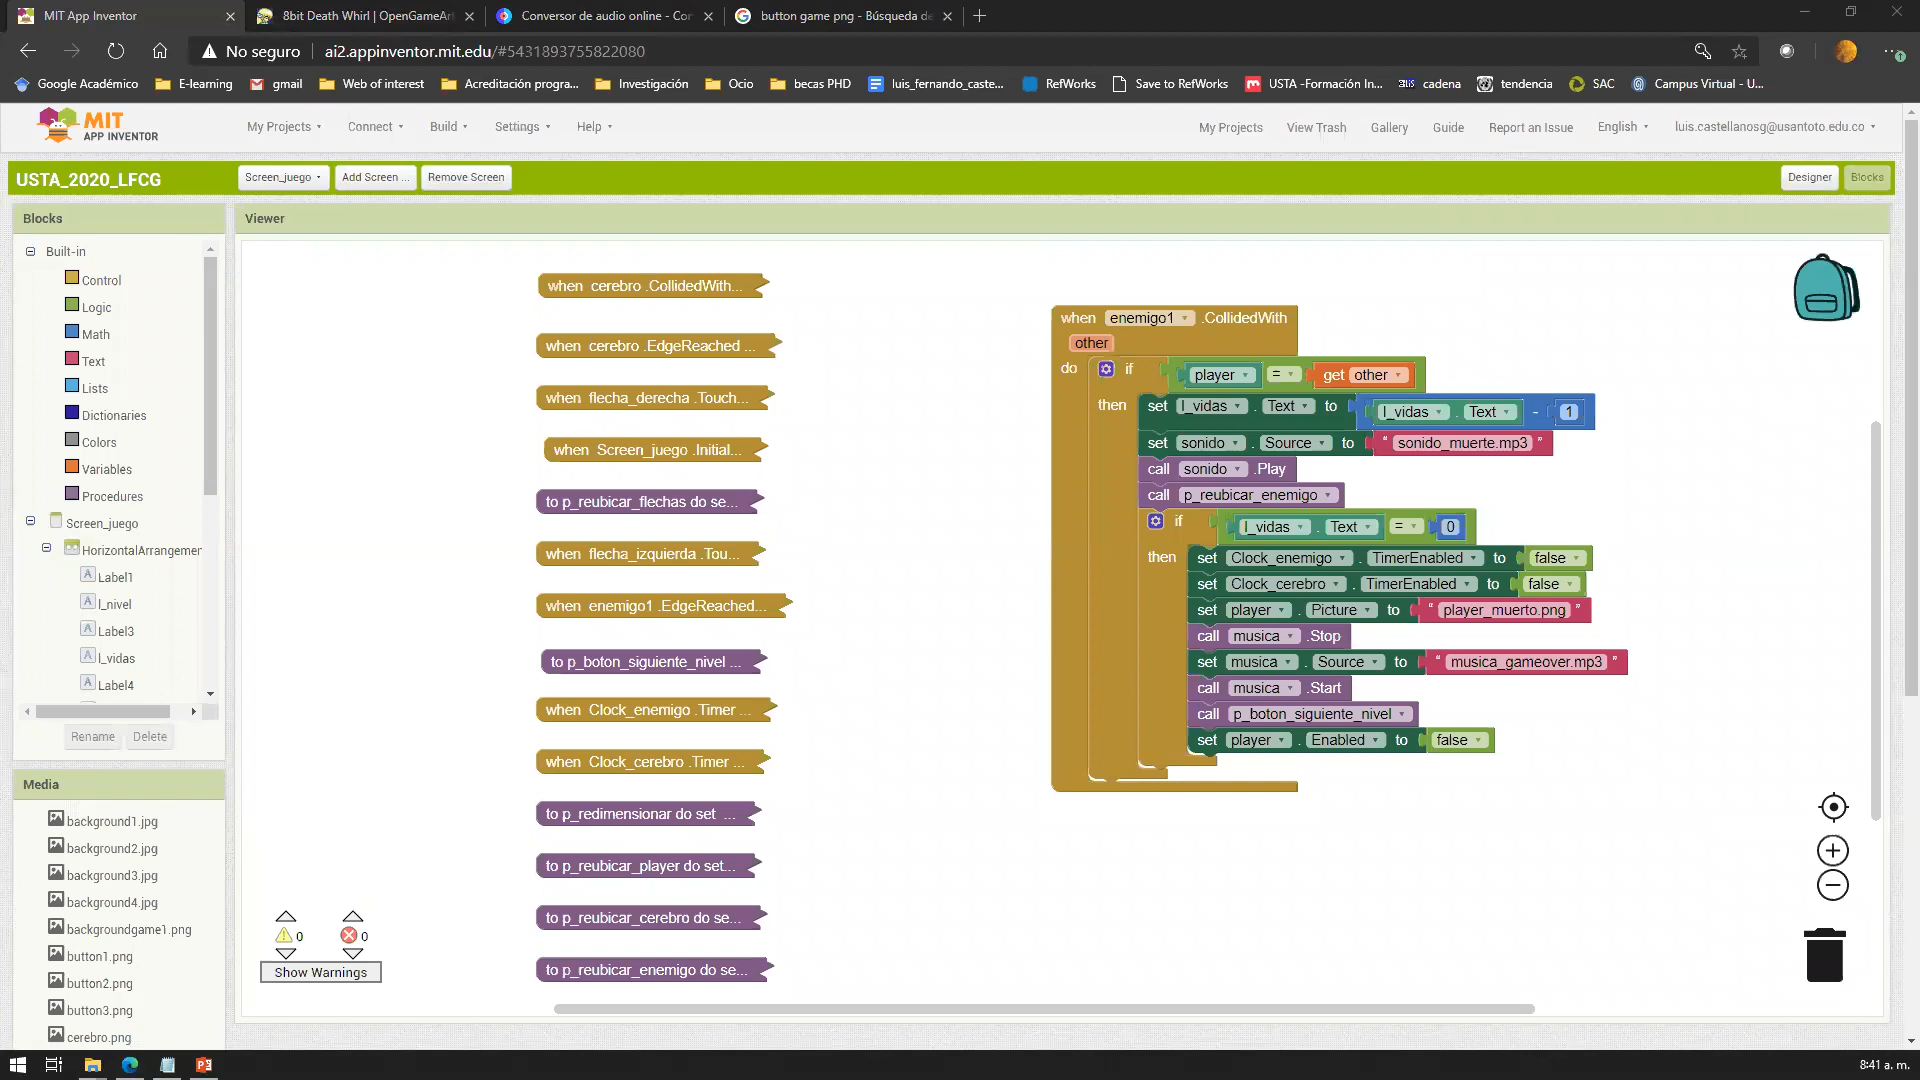 MIT App Inventor
8bit Death Whirl | OpenGameAr
Conversor de audio online - Co
button game png - Búsqueda de
No seguro
ai2.appinventor.mit.edu/#5431893755822080
Google Académico
E-learning
gmail
Web of interest
Acreditación progra...
Investigación
Ocio
becas PHD
luis_fernando_caste...
RefWorks
Save to RefWorks
USTA -Formación In...
cadena
tendencia
SAC
Campus Virtual - U...
MIT
APP INVENTOR
My Projects
Connect
Build
Settings
Help
My Projects
View Trash
Gallery
Guide
Report an Issue
English
luis.castellanosg@usantoto.edu.co
USTA_2020_LFCG
Screen_juego
Add Screen ...
Remove Screen
Designer
Blocks
Blocks
Viewer
Built-in
Control
Logic
Math
Text
Lists
Dictionaries
Colors
Variables
Procedures
Screen_juego
HorizontalArrangemen
Label1
l_nivel
Label3
l_vidas
Label4
Rename
Delete
Media
background1.jpg
background2.jpg
background3.jpg
background4.jpg
backgroundgame1.png
button1.png
button2.png
button3.png
cerebro.png
when cerebro .CollidedWith...
when cerebro .EdgeReached ...
when flecha_derecha .Touch...
when Screen_juego .Initial...
to p_reubicar_flechas do se...
when flecha_izquierda .Tou...
when enemigo1 .EdgeReached...
to p_boton_siguiente_nivel ...
when Clock_enemigo .Timer ...
when Clock_cerebro .Timer ...
to p_redimensionar do set ...
to p_reubicar_player do set...
to p_reubicar_cerebro do se...
to p_reubicar_enemigo do se...
when enemigo1 .CollidedWith
other
do if player = get other
then set l_vidas . Text to l_vidas . Text - 1
set sonido . Source to " sonido_muerte.mp3 "
call sonido .Play
call p_reubicar_enemigo
if l_vidas . Text = 0
then set Clock_enemigo . TimerEnabled to false
set Clock_cerebro . TimerEnabled to false
set player . Picture to " player_muerto.png "
call musica .Stop
set musica . Source to " musica_gameover.mp3 "
call musica .Start
call p_boton_siguiente_nivel
set player . Enabled to false
0
0
Show Warnings
8:41 a. m.